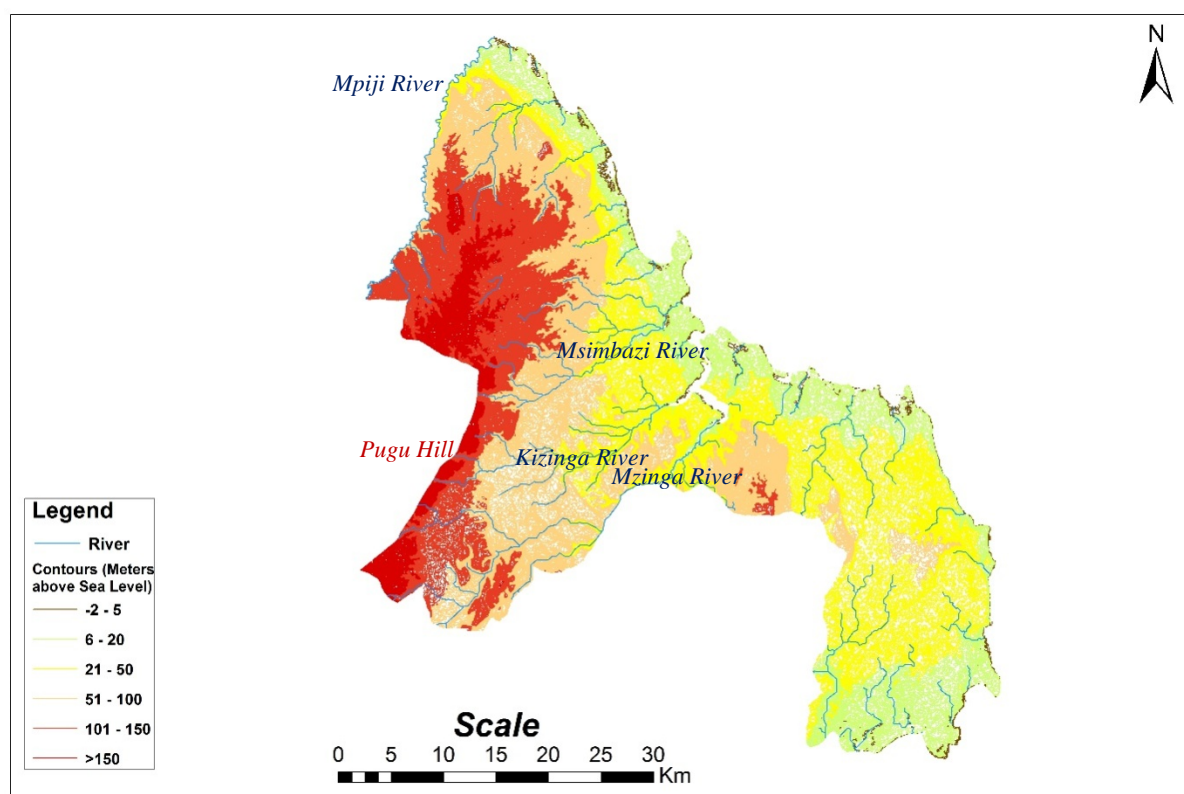 N
Mpiji River
Msimbazi River
Pugu Hill
Kizinga River
Mzinga River
Legend
River
Contours (Meters
above Sea Level)
-2 - 5
6 - 20
21 - 50
51 - 100
101 - 150
>150
Scale
0 5 10 15 20 25 30
Km